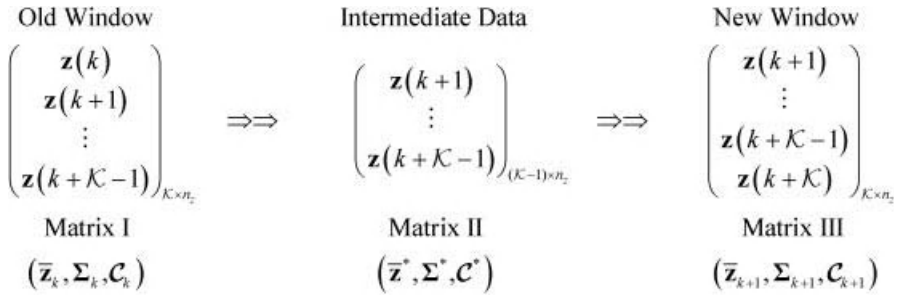 Old Window Intermediate Data New Window
z(k) z(k+1)
z(k+1) z(k+1) ⋮
⋮ ⇒⇒ ⋮ ⇒⇒ z(k+𝒦−1)
z(k+𝒦−1) 𝒦×n_z z(k+𝒦−1) (𝒦−1)×n_z z(k+𝒦) 𝒦×n_z
Matrix I Matrix II Matrix III
(z̄_k, Σ_k, 𝒞_k) (z̄*, Σ*, 𝒞*) (z̄_{k+1}, Σ_{k+1}, 𝒞_{k+1})